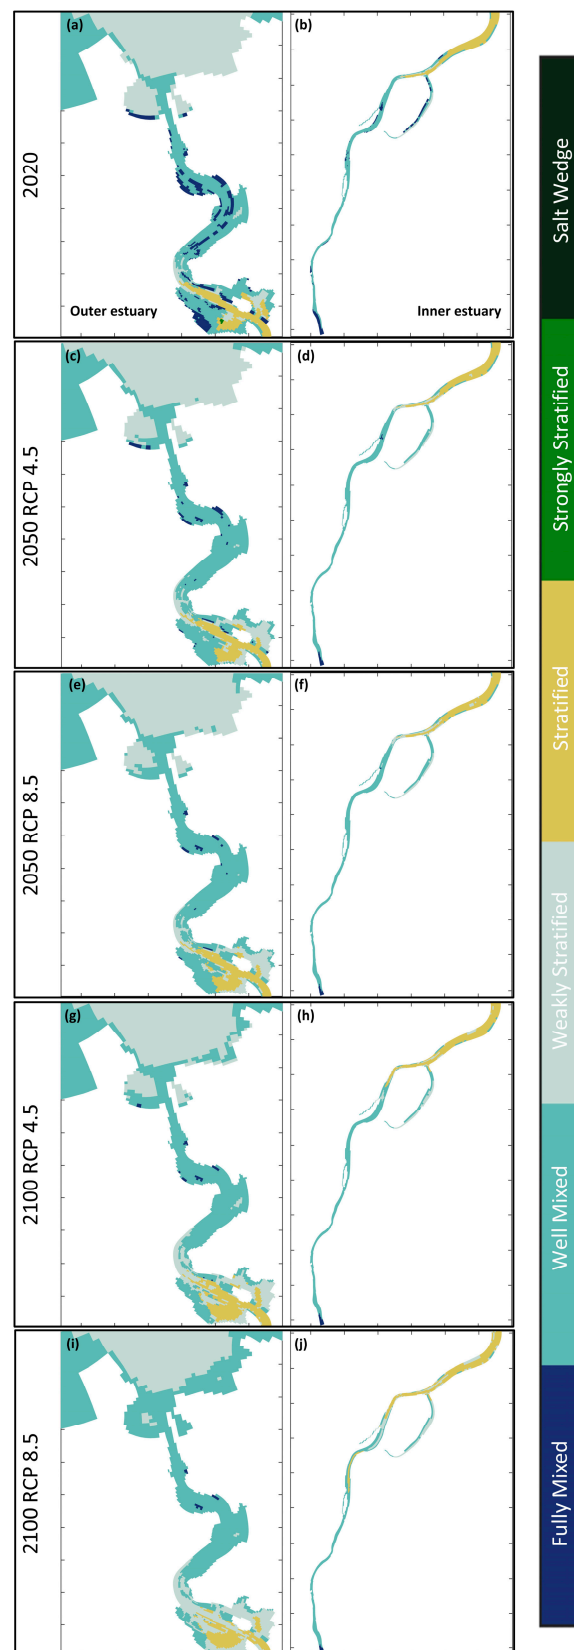 (a)
(b)
2020
Outer estuary
Inner estuary
(c)
(d)
2050 RCP 4.5
(e)
(f)
2050 RCP 8.5
(g)
(h)
2100 RCP 4.5
(i)
(j)
2100 RCP 8.5
Salt Wedge
Strongly Stratified
Stratified
Weakly Stratified
Well Mixed
Fully Mixed